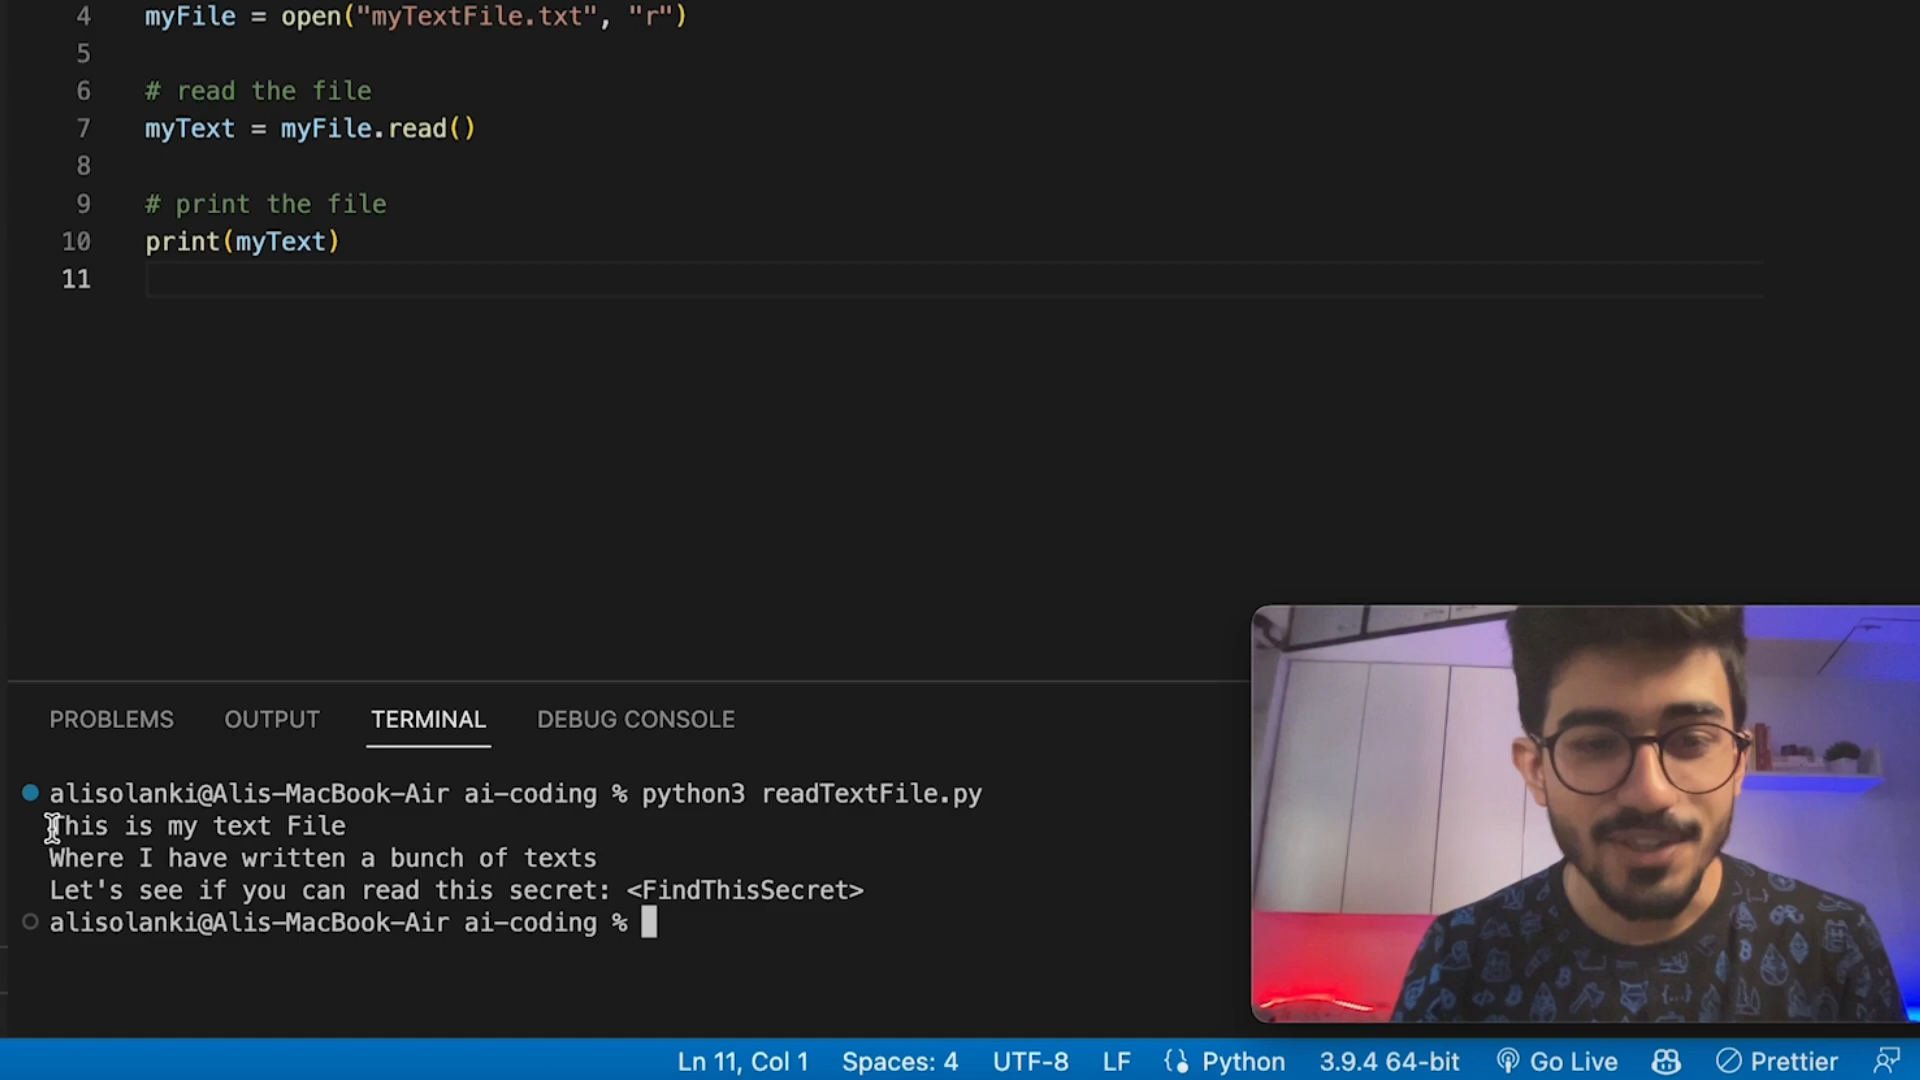 4 myFile = open("myTextFile.txt", "r")
5
6 # read the file
7 myText = myFile.read()
8
9 # print the file
10 print(myText)
11
PROBLEMS OUTPUT TERMINAL DEBUG CONSOLE
alisolanki@Alis-MacBook-Air ai-coding % python3 readTextFile.py
This is my text File
Where I have written a bunch of texts
Let's see if you can read this secret: <FindThisSecret>
alisolanki@Alis-MacBook-Air ai-coding %
Ln 11, Col 1 Spaces: 4 UTF-8 LF Python 3.9.4 64-bit Go Live Prettier